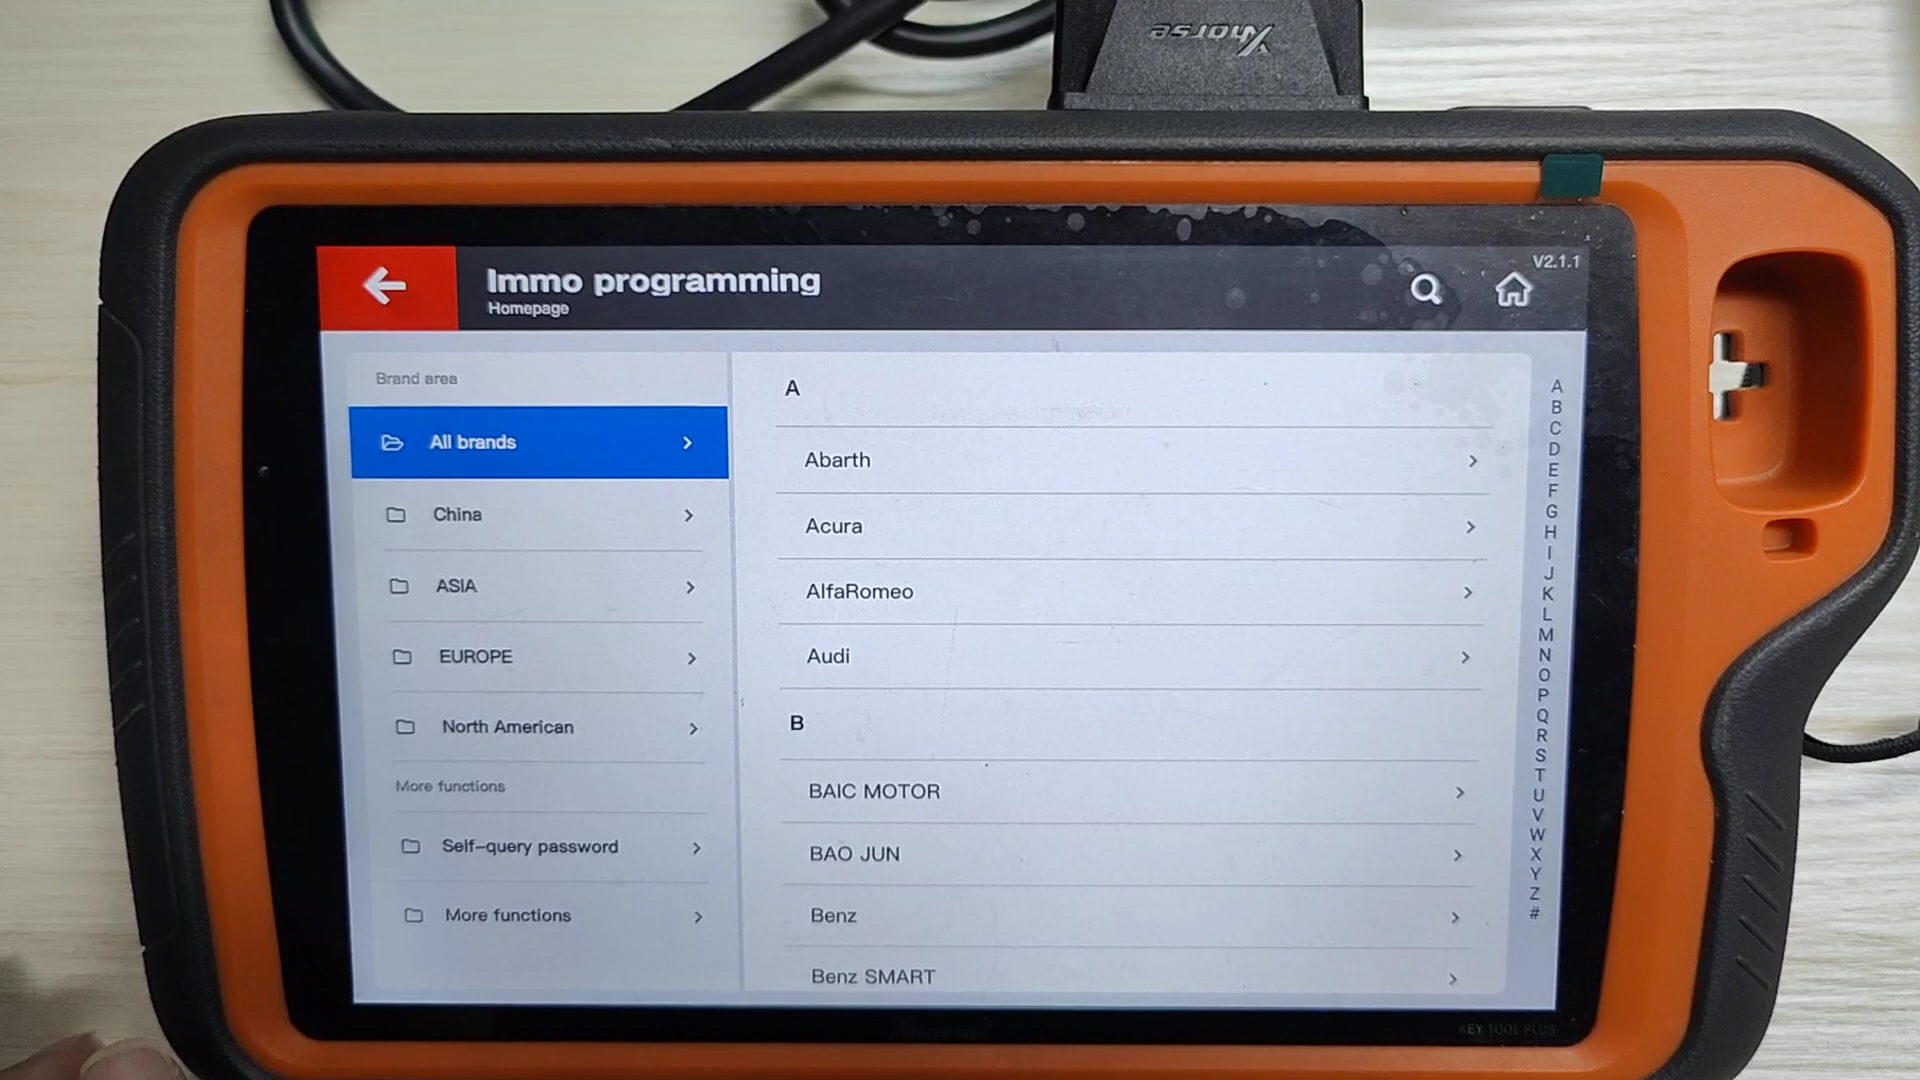 Xhorse
V2.1.1
Immo programming
Homepage
Brand area
All brands
China
ASIA
EUROPE
North American
More functions
Self-query password
More functions
A
Abarth
Acura
AlfaRomeo
Audi
B
BAIC MOTOR
BAO JUN
Benz
Benz SMART
A
B
C
D
E
F
G
H
I
J
K
L
M
N
O
P
Q
R
S
T
U
V
W
X
Y
Z
#
KEY TOOL PLUS